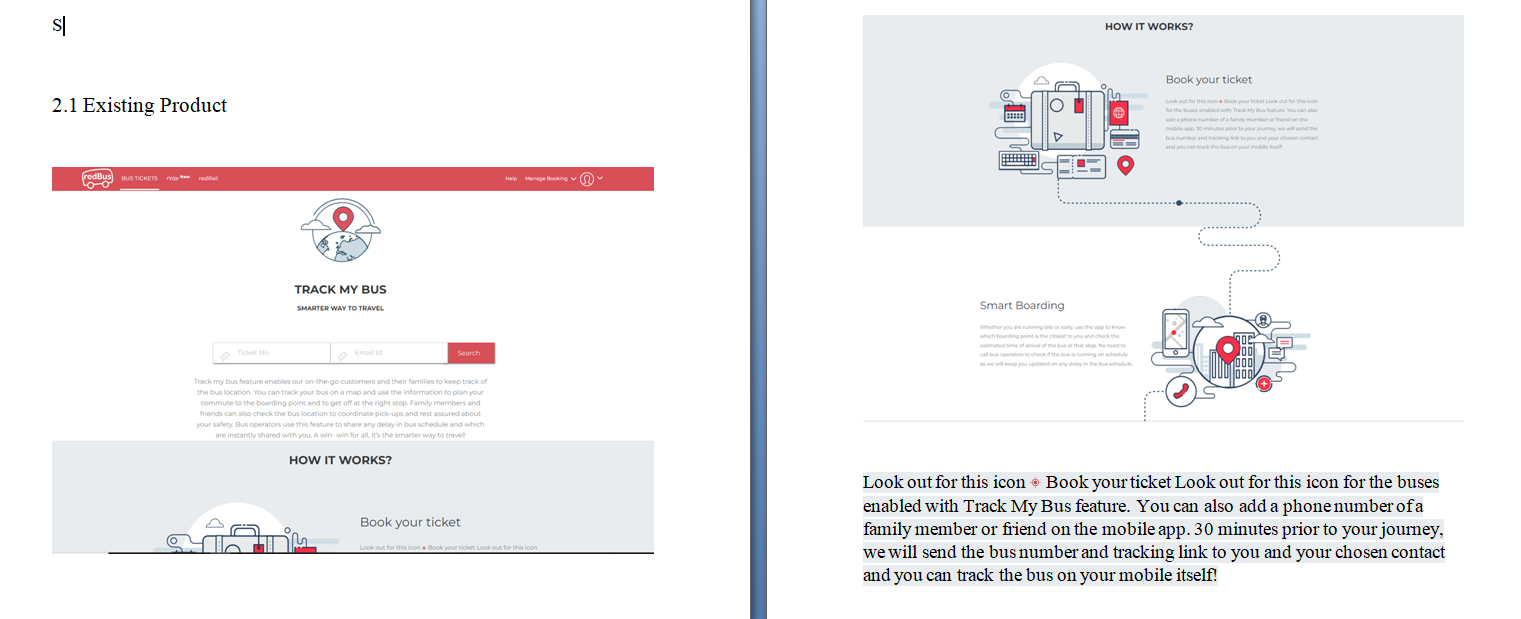 S
2.1 Existing Product
redBus
BUS TICKETS rYde New redRail Help Manage Booking
TRACK MY BUS
SMARTER WAY TO TRAVEL
Ticket No Email Id Search
Track my bus feature enables our on-the-go customers and their families to keep track of
the bus location. You can track your bus on a map and use the information to plan your
commute to the boarding point and to get off at the right stop. Family members and
friends can also check the bus location to coordinate pick-ups and rest assured about
your safety. Bus operators use this feature to share any delay in bus schedule and which
are instantly shared with you. A win- win for all, it's the smarter way to travel!
HOW IT WORKS?
Book your ticket
Look out for this icon Book your ticket Look out for this icon
HOW IT WORKS?
Book your ticket
Look out for this icon Book your ticket Look out for this icon
for the buses enabled with Track My Bus feature. You can also
add a phone number of a family member or friend on the
mobile app. 30 minutes prior to your journey, we will send the
bus number and tracking link to you and your chosen contact
and you can track the bus on your mobile itself!
Smart Boarding
Whether you are running late or early, use the app to know
which boarding point is the closest to you and check the
estimated time of arrival of the bus at that stop. No need to
call bus operators to check if the bus is running on schedule
as we will keep you updated on any delay in the bus schedule.
Look out for this icon Book your ticket Look out for this icon for the buses
enabled with Track My Bus feature. You can also add a phone number of a
family member or friend on the mobile app. 30 minutes prior to your journey,
we will send the bus number and tracking link to you and your chosen contact
and you can track the bus on your mobile itself!